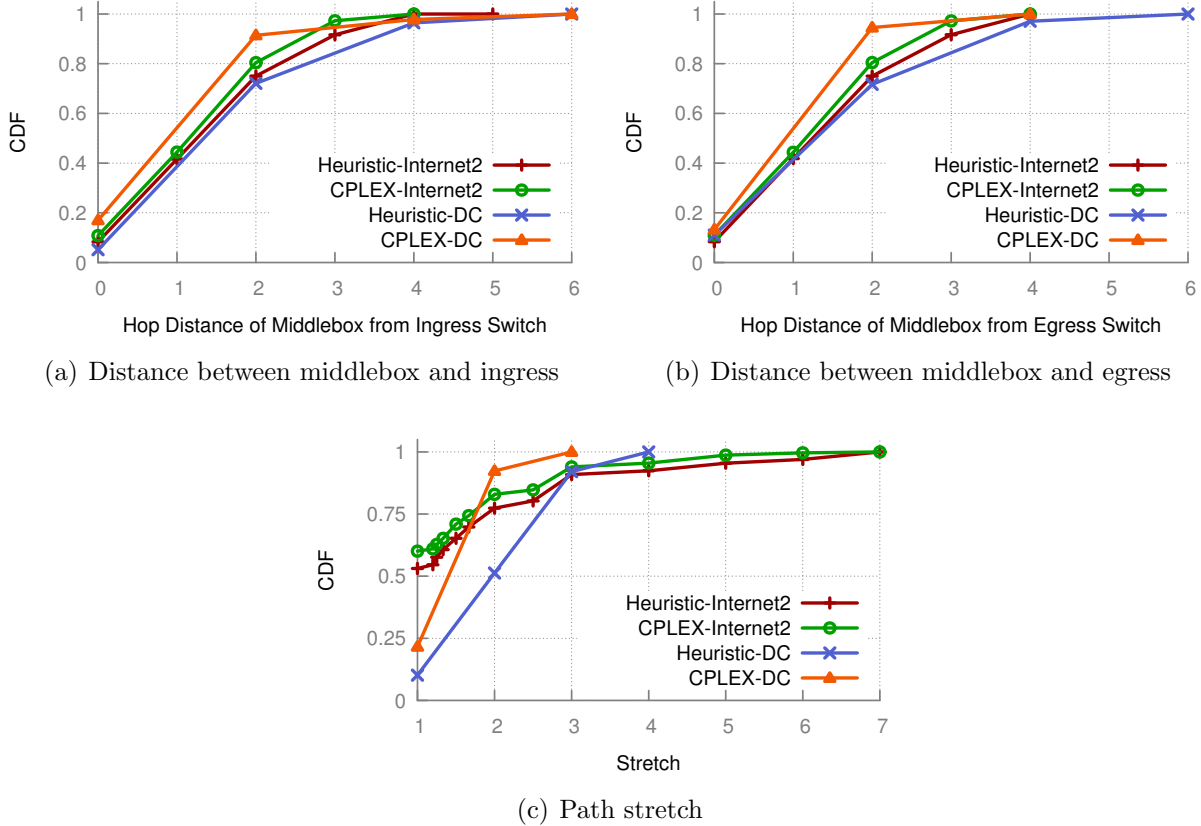 1
0.8
0.6
0.4
0.2
0
CDF
0 1 2 3 4 5 6
Hop Distance of Middlebox from Ingress Switch
Heuristic-Internet2
CPLEX-Internet2
Heuristic-DC
CPLEX-DC
(a) Distance between middlebox and ingress
1
0.8
0.6
0.4
0.2
0
CDF
0 1 2 3 4 5 6
Hop Distance of Middlebox from Egress Switch
Heuristic-Internet2
CPLEX-Internet2
Heuristic-DC
CPLEX-DC
(b) Distance between middlebox and egress
1
0.75
0.5
0.25
0
CDF
1 2 3 4 5 6 7
Stretch
Heuristic-Internet2
CPLEX-Internet2
Heuristic-DC
CPLEX-DC
(c) Path stretch